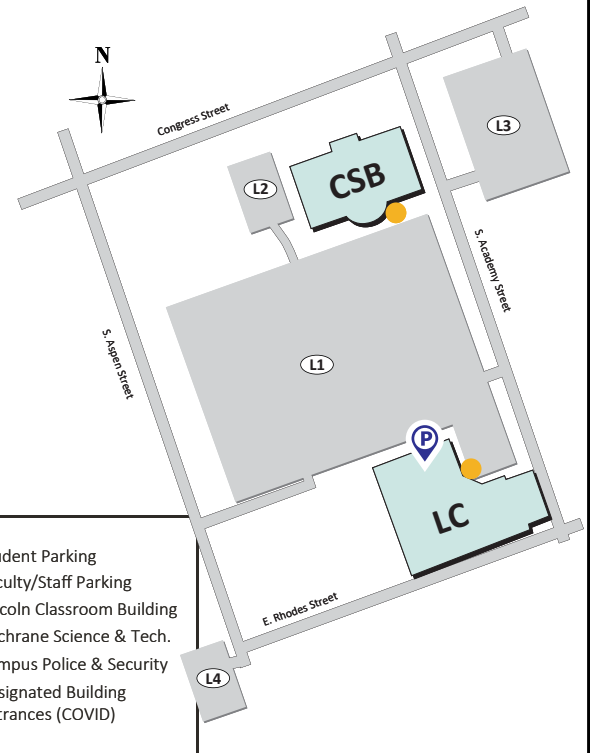 N
Congress Street
L3
L2
CSB
S. Academy Street
L1
S. Aspen Street
P
LC
udent Parking
culty/Staff Parking
coln Classroom Building
chrane Science & Tech.
mpus Police & Security
signated Building
trances (COVID)
E. Rhodes Street
L4